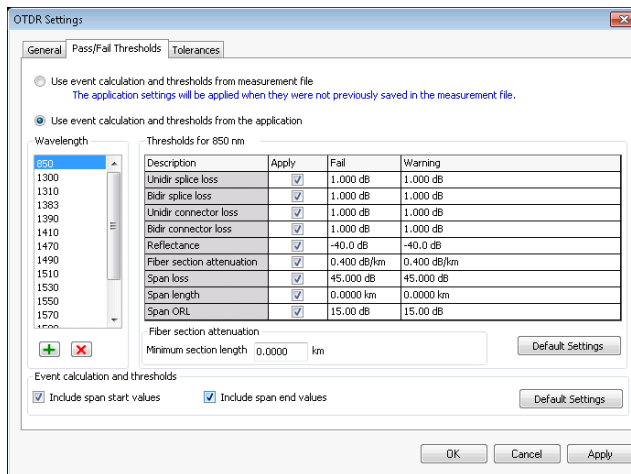 OTDR Settings
General Pass/Fail Thresholds Tolerances
Use event calculation and thresholds from measurement file
The application settings will be applied when they were not previously saved in the measurement file.
Use event calculation and thresholds from the application
Wavelength
850
1300
1310
1383
1390
1410
1470
1490
1510
1530
1550
1570
Thresholds for 850 nm
Description Apply Fail Warning
Unidir splice loss 1.000 dB 1.000 dB
Bidir splice loss 1.000 dB 1.000 dB
Unidir connector loss 1.000 dB 1.000 dB
Bidir connector loss 1.000 dB 1.000 dB
Reflectance -40.0 dB -40.0 dB
Fiber section attenuation 0.400 dB/km 0.400 dB/km
Span loss 45.000 dB 45.000 dB
Span length 0.0000 km 0.0000 km
Span ORL 15.00 dB 15.00 dB
Fiber section attenuation
Minimum section length 0.0000 km
Default Settings
Event calculation and thresholds
Include span start values Include span end values
Default Settings
OK Cancel Apply